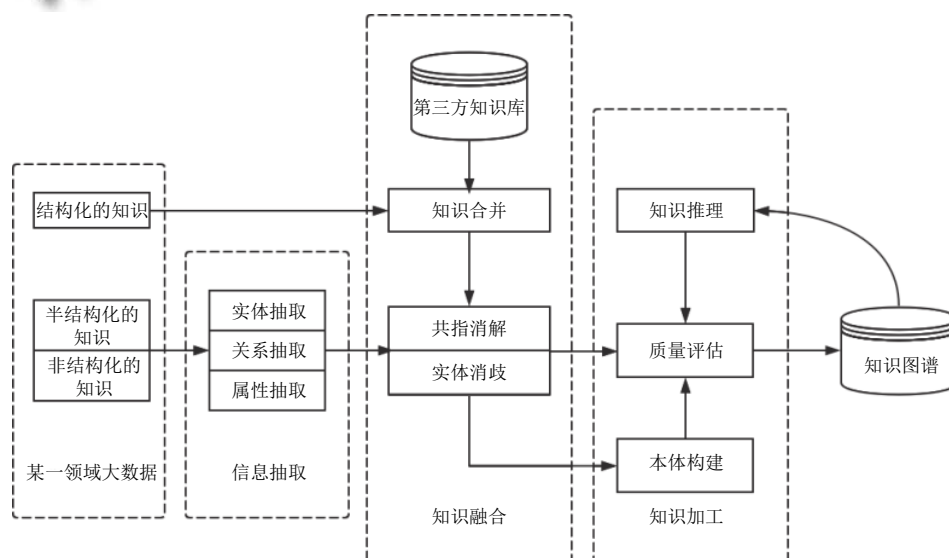 第三方知识库
结构化的知识
知识合并
知识推理
半结构化的
知识
非结构化的
知识
实体抽取
关系抽取
属性抽取
共指消解
实体消歧
质量评估
知识图谱
本体构建
某一领域大数据
信息抽取
知识融合
知识加工